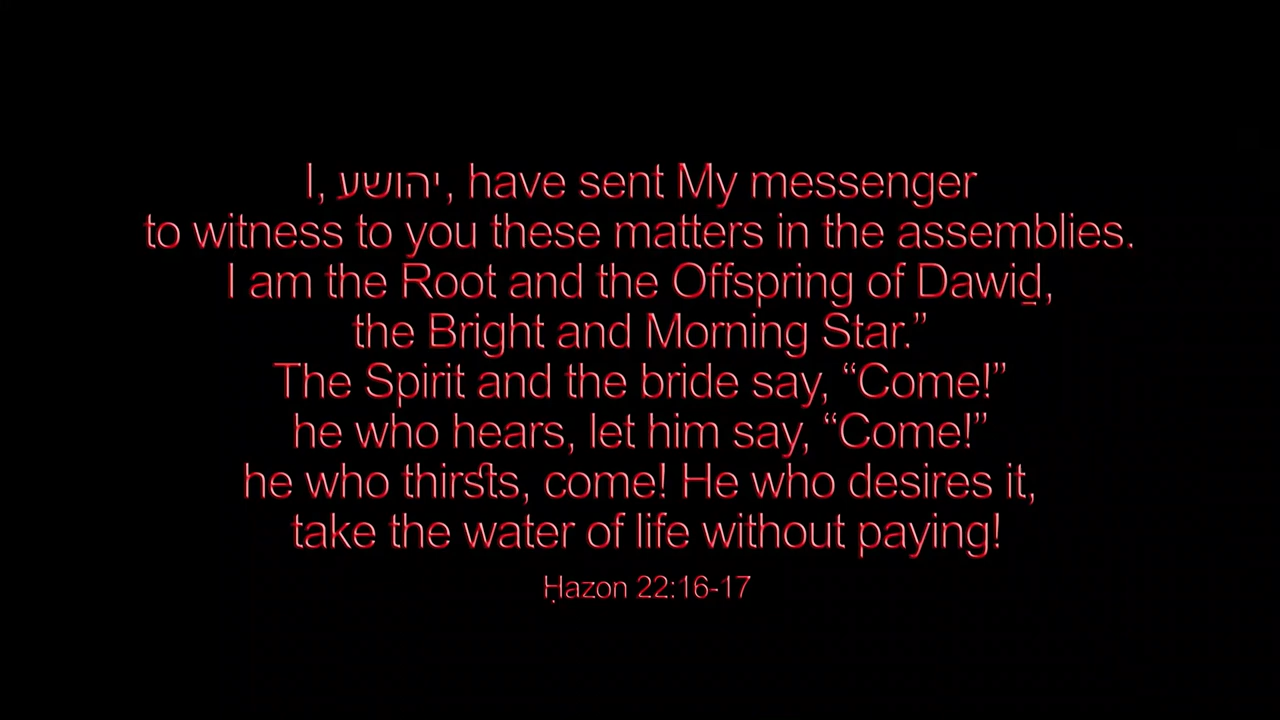 I, יהושע, have sent My messenger
to witness to you these matters in the assemblies.
I am the Root and the Offspring of Dawiḏ,
the Bright and Morning Star.”
The Spirit and the bride say, “Come!”
he who hears, let him say, “Come!”
he who thirsts, come! He who desires it,
take the water of life without paying!
Ḥazon 22:16-17